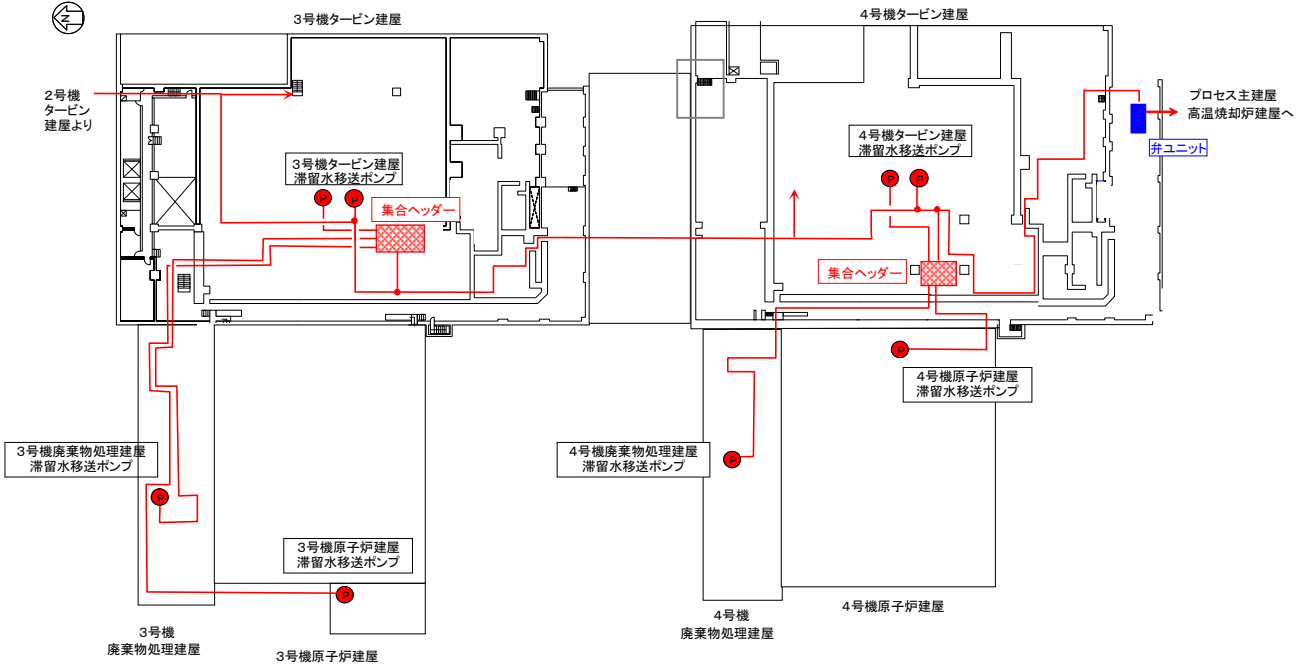 N
3号機タービン建屋
4号機タービン建屋
2号機
タービン
建屋より
プロセス主建屋
高温焼却炉建屋へ
弁ユニット
3号機タービン建屋
滞留水移送ポンプ
4号機タービン建屋
滞留水移送ポンプ
P
P
P
P
集合ヘッダー
集合ヘッダー
P
4号機原子炉建屋
滞留水移送ポンプ
3号機廃棄物処理建屋
滞留水移送ポンプ
P
4号機廃棄物処理建屋
滞留水移送ポンプ
P
3号機原子炉建屋
滞留水移送ポンプ
P
3号機
廃棄物処理建屋
3号機原子炉建屋
4号機
廃棄物処理建屋
4号機原子炉建屋